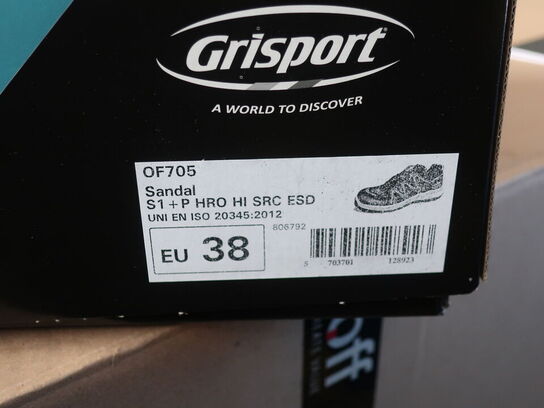 Grisport
A WORLD TO DISCOVER
OF705
Sandal
S1+P HRO HI SRC ESD
UNI EN ISO 20345:2012
806792
EU 38
5 703701 128923
off